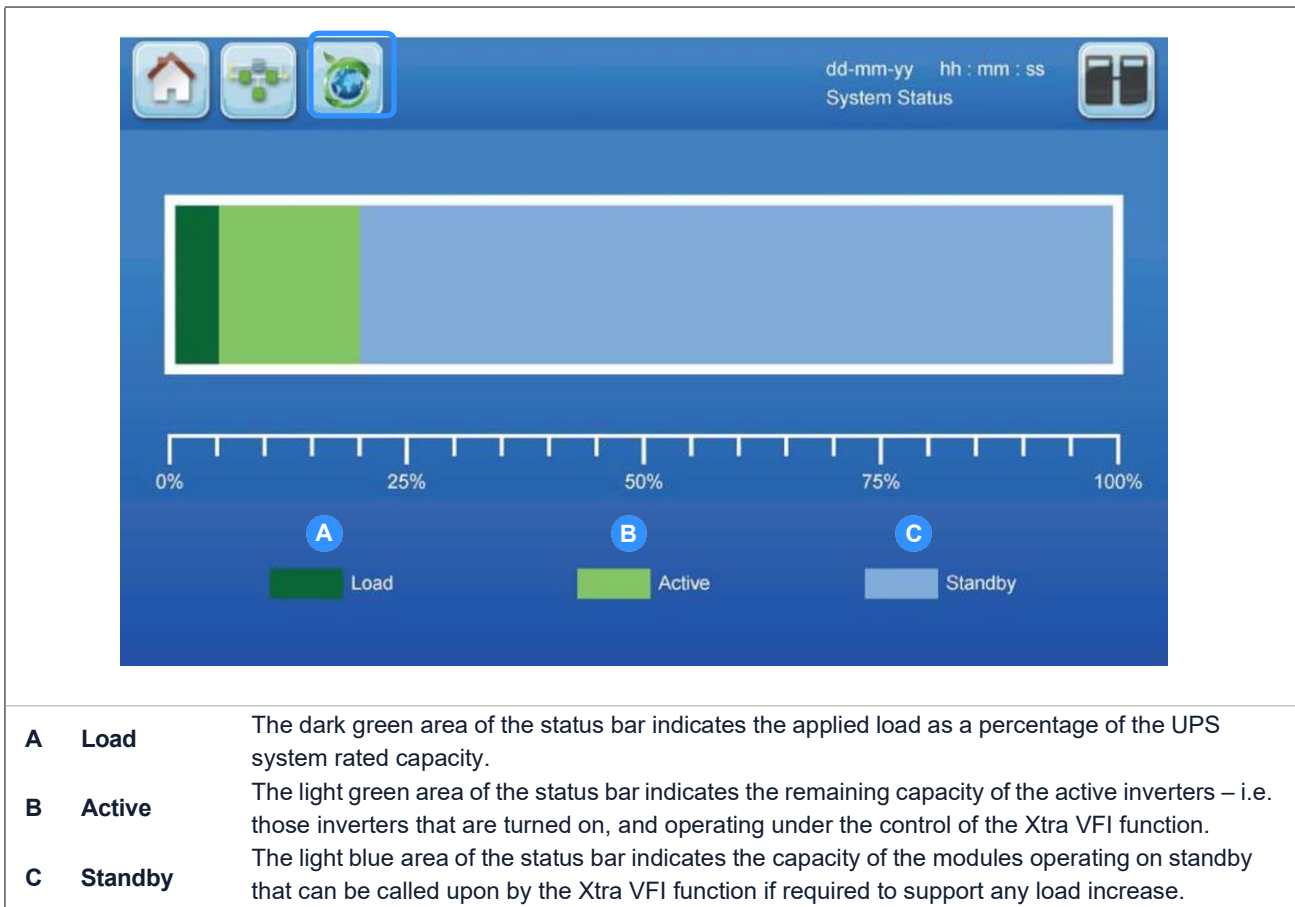 dd-mm-yy hh : mm : ss
System Status
0% 25% 50% 75% 100%
A B C
Load Active Standby
A Load The dark green area of the status bar indicates the applied load as a percentage of the UPS
system rated capacity.
B Active The light green area of the status bar indicates the remaining capacity of the active inverters – i.e.
those inverters that are turned on, and operating under the control of the Xtra VFI function.
C Standby The light blue area of the status bar indicates the capacity of the modules operating on standby
that can be called upon by the Xtra VFI function if required to support any load increase.